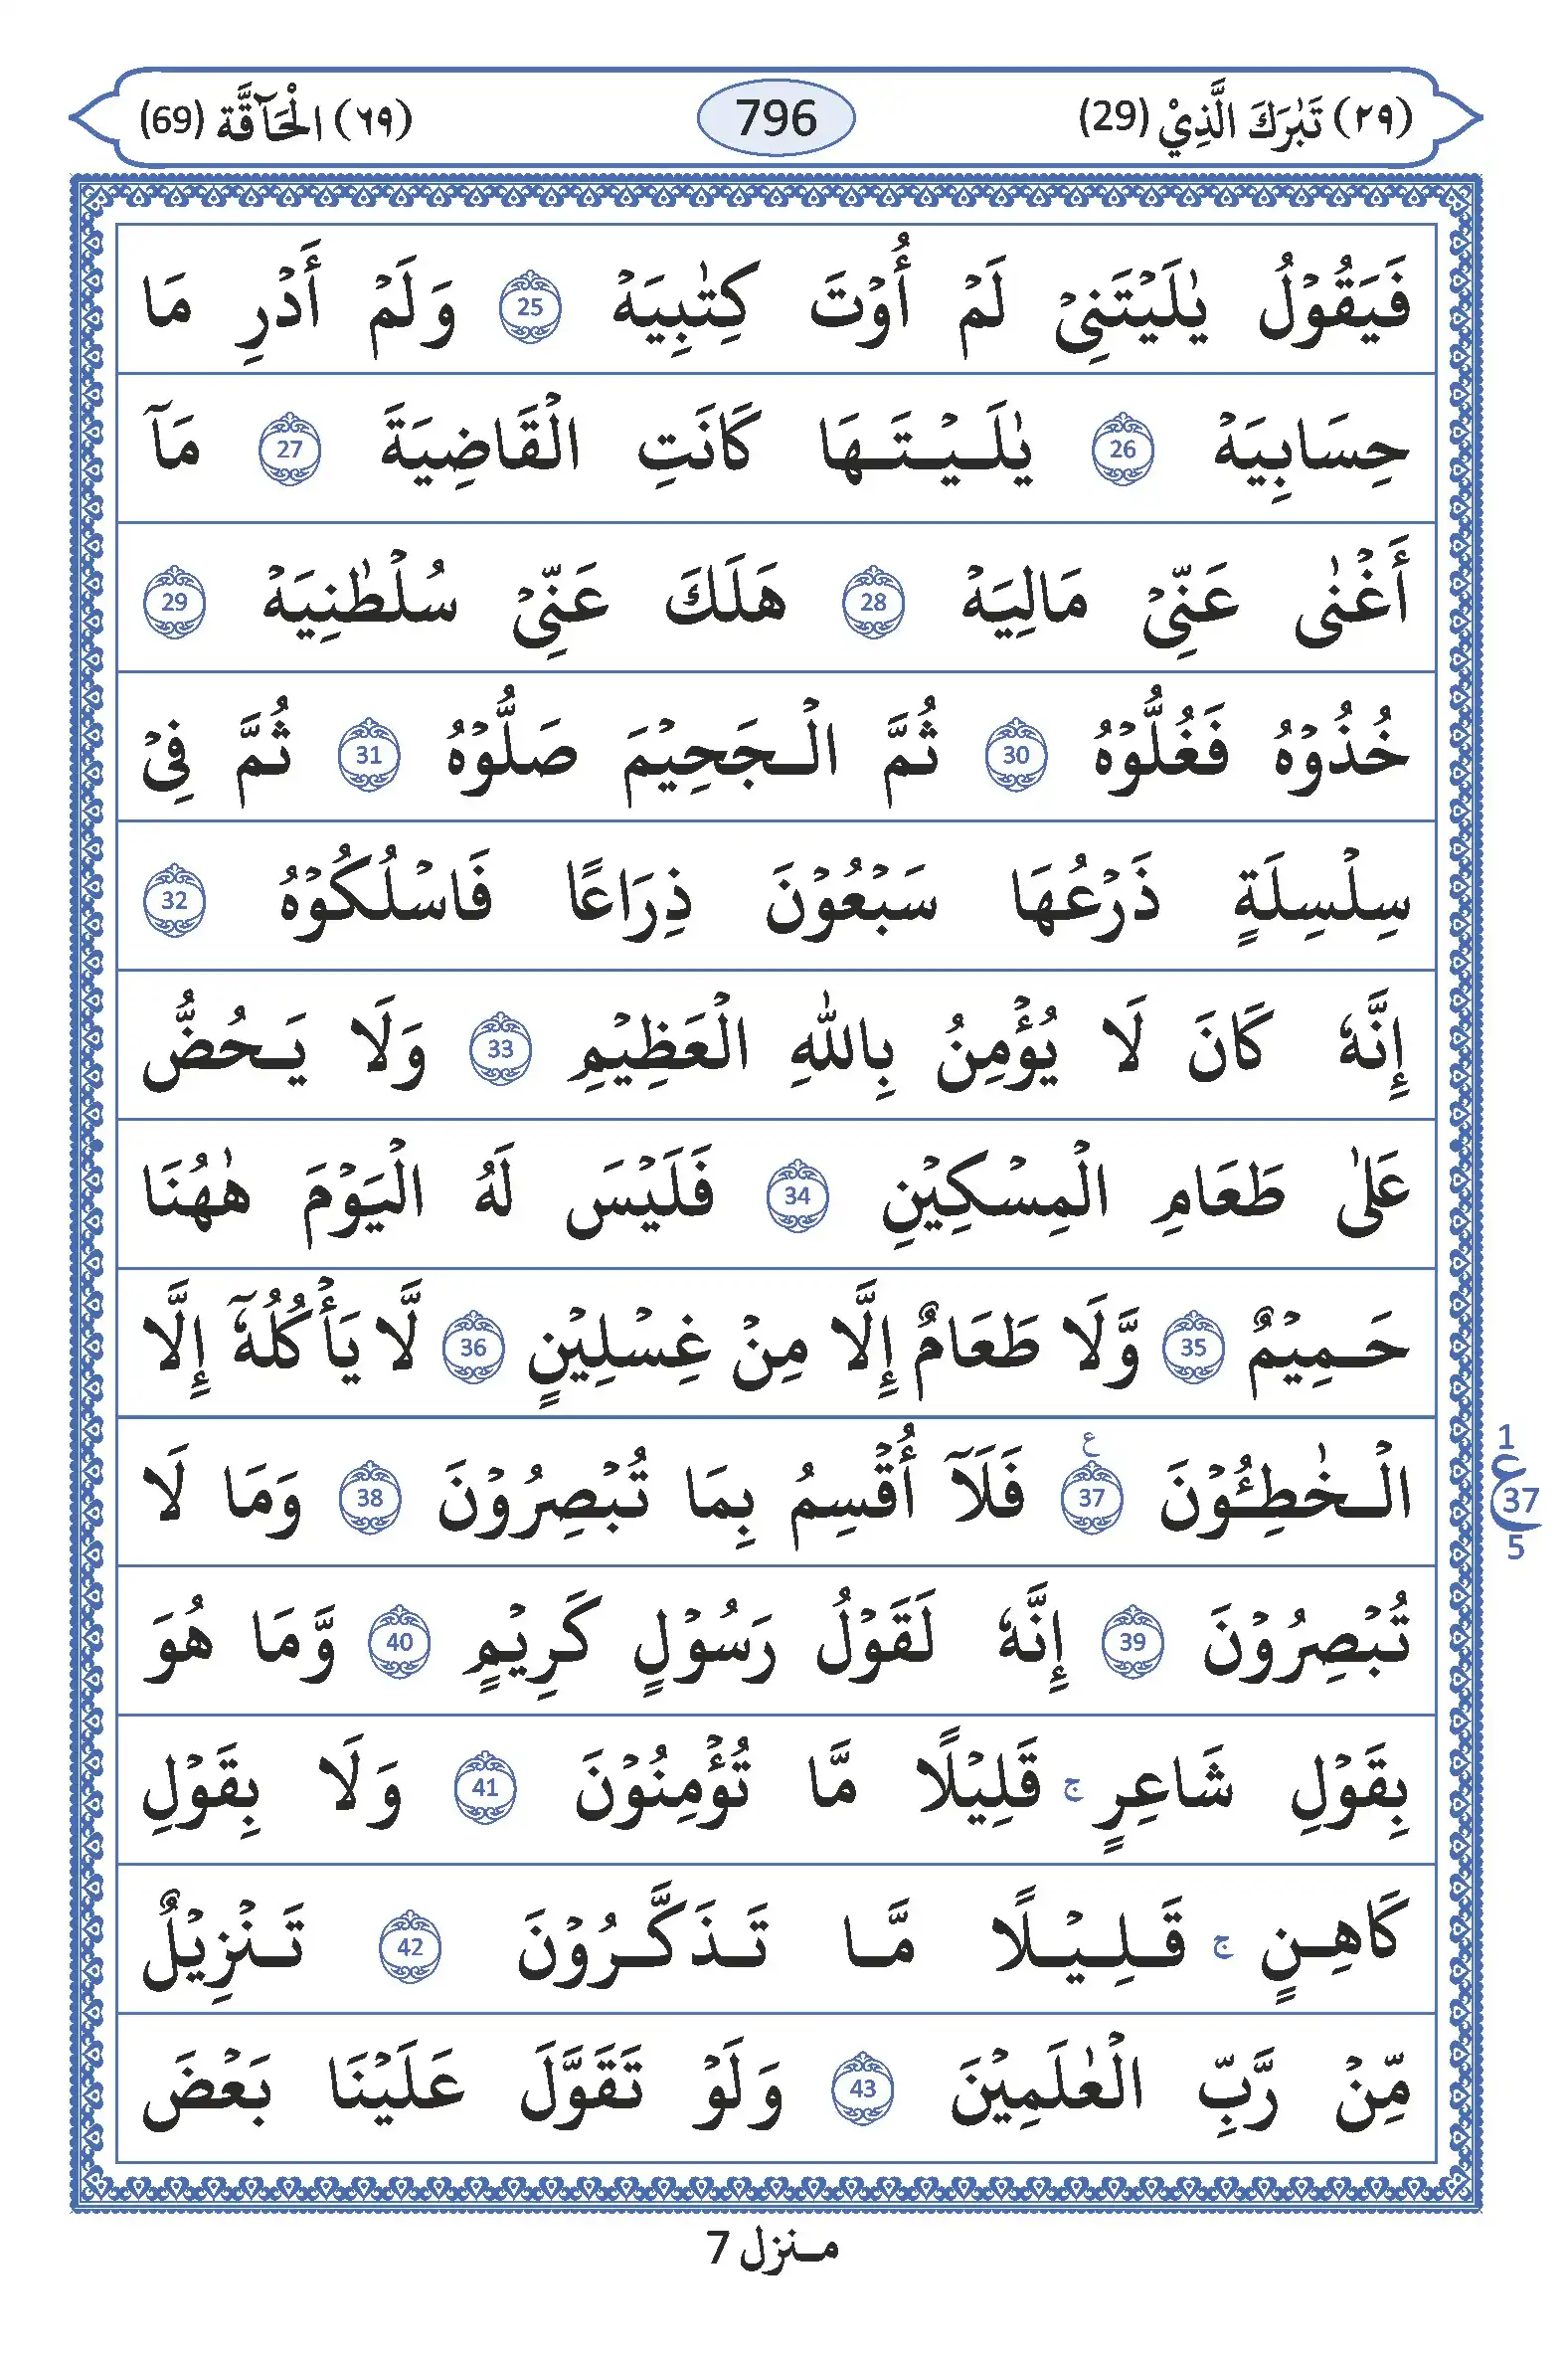 (٢٩) تَبٰرَكَ الَّذِيْ (29) 796 (٦٩) الْحَآقَّة (69)
فَيَقُوْلُ يٰلَيْتَنِىْ لَمْ أُوْتَ كِتٰبِيَهْ 25 وَلَمْ أَدْرِ مَا
حِسَابِيَهْ 26 يٰلَيْتَهَا كَانَتِ الْقَاضِيَةَ 27 مَآ
أَغْنٰى عَنِّىْ مَالِيَهْ 28 هَلَكَ عَنِّىْ سُلْطٰنِيَهْ 29
خُذُوْهُ فَغُلُّوْهُ 30 ثُمَّ الْجَحِيْمَ صَلُّوْهُ 31 ثُمَّ فِىْ
سِلْسِلَةٍ ذَرْعُهَا سَبْعُوْنَ ذِرَاعًا فَاسْلُكُوْهُ 32
إِنَّهٗ كَانَ لَا يُؤْمِنُ بِاللّٰهِ الْعَظِيْمِ 33 وَلَا يَحُضُّ
عَلٰى طَعَامِ الْمِسْكِيْنِ 34 فَلَيْسَ لَهُ الْيَوْمَ هٰهُنَا
حَمِيْمٌ 35 وَّلَا طَعَامٌ إِلَّا مِنْ غِسْلِيْنٍ 36 لَّا يَأْكُلُهٗٓ إِلَّا
الْخٰطِئُوْنَ ع 37 فَلَآ أُقْسِمُ بِمَا تُبْصِرُوْنَ 38 وَمَا لَا
1
ع 37
5
تُبْصِرُوْنَ 39 إِنَّهٗ لَقَوْلُ رَسُوْلٍ كَرِيْمٍ 40 وَّمَا هُوَ
بِقَوْلِ شَاعِرٍ ج قَلِيْلًا مَّا تُؤْمِنُوْنَ 41 وَلَا بِقَوْلِ
كَاهِنٍ ج قَلِيْلًا مَّا تَذَكَّرُوْنَ 42 تَنْزِيْلٌ
مِّنْ رَّبِّ الْعٰلَمِيْنَ 43 وَلَوْ تَقَوَّلَ عَلَيْنَا بَعْضَ
منزل 7